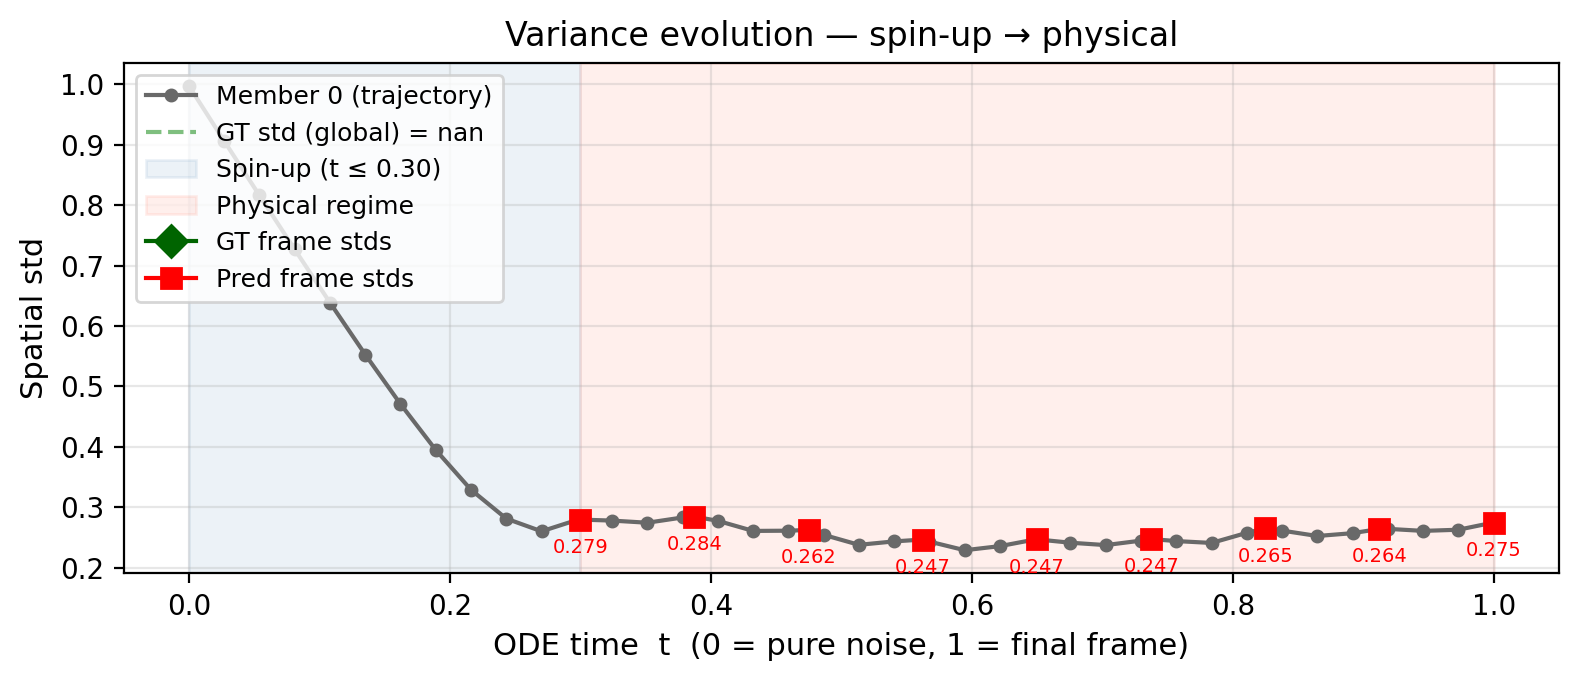 Variance evolution — spin-up → physical
Spatial std
1.0
0.9
0.8
0.7
0.6
0.5
0.4
0.3
0.2
Member 0 (trajectory)
GT std (global) = nan
Spin-up (t ≤ 0.30)
Physical regime
GT frame stds
Pred frame stds
0.279
0.284
0.262
0.247
0.247
0.247
0.265
0.264
0.275
0.0
0.2
0.4
0.6
0.8
1.0
ODE time  t  (0 = pure noise, 1 = final frame)